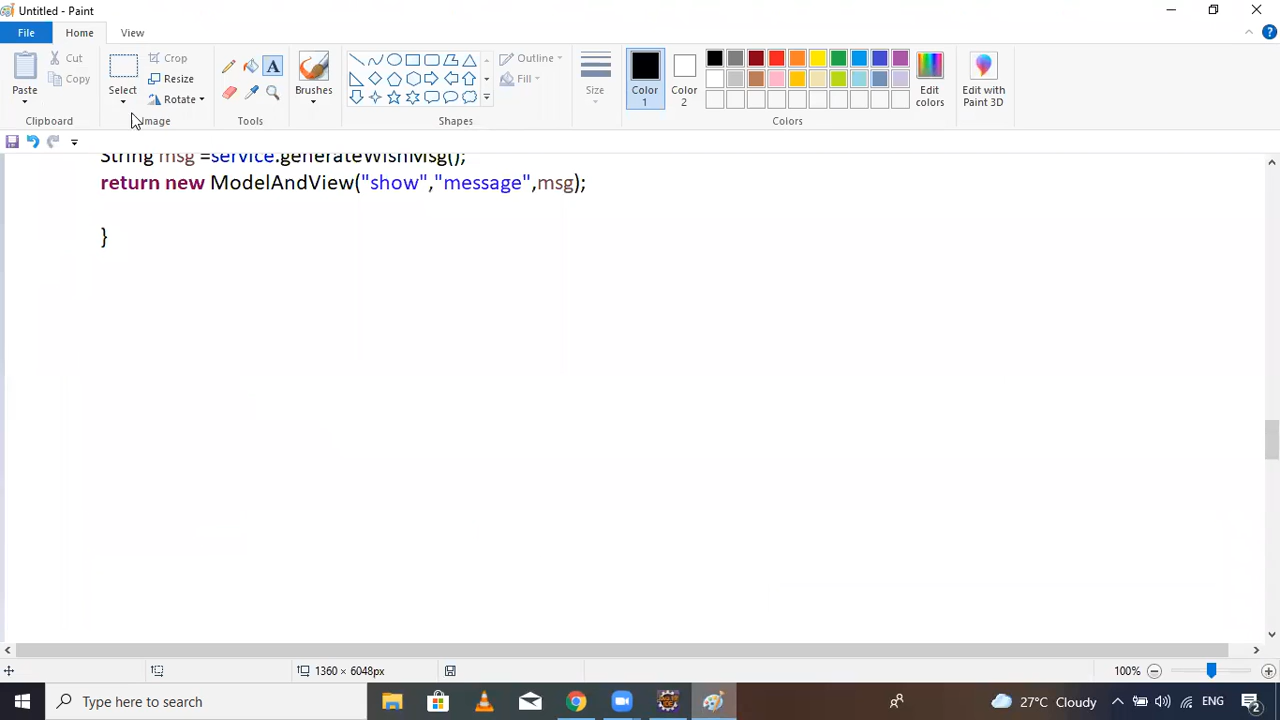 Untitled - Paint
File Home View
Paste Cut Copy Clipboard
Select Crop Resize Rotate Image
A Tools
Brushes
Outline Fill Shapes
Size
Color 1 Color 2 Edit colors Colors
Edit with Paint 3D
String msg =service.generateWishMsg();
return new ModelAndView("show","message",msg);
}
1360 × 6048px 100%
Type here to search 27°C Cloudy ENG 2